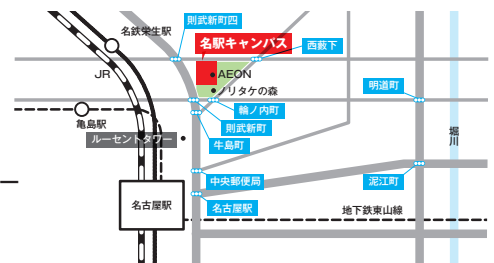 則武新町四
名鉄栄生駅
名駅キャンパス
西薮下
JR
AEON
ノリタケの森
明道町
輪ノ内町
亀島駅
則武新町
ルーセントタワー
牛島町
堀川
中央郵便局
泥江町
名古屋駅
名古屋駅
地下鉄東山線